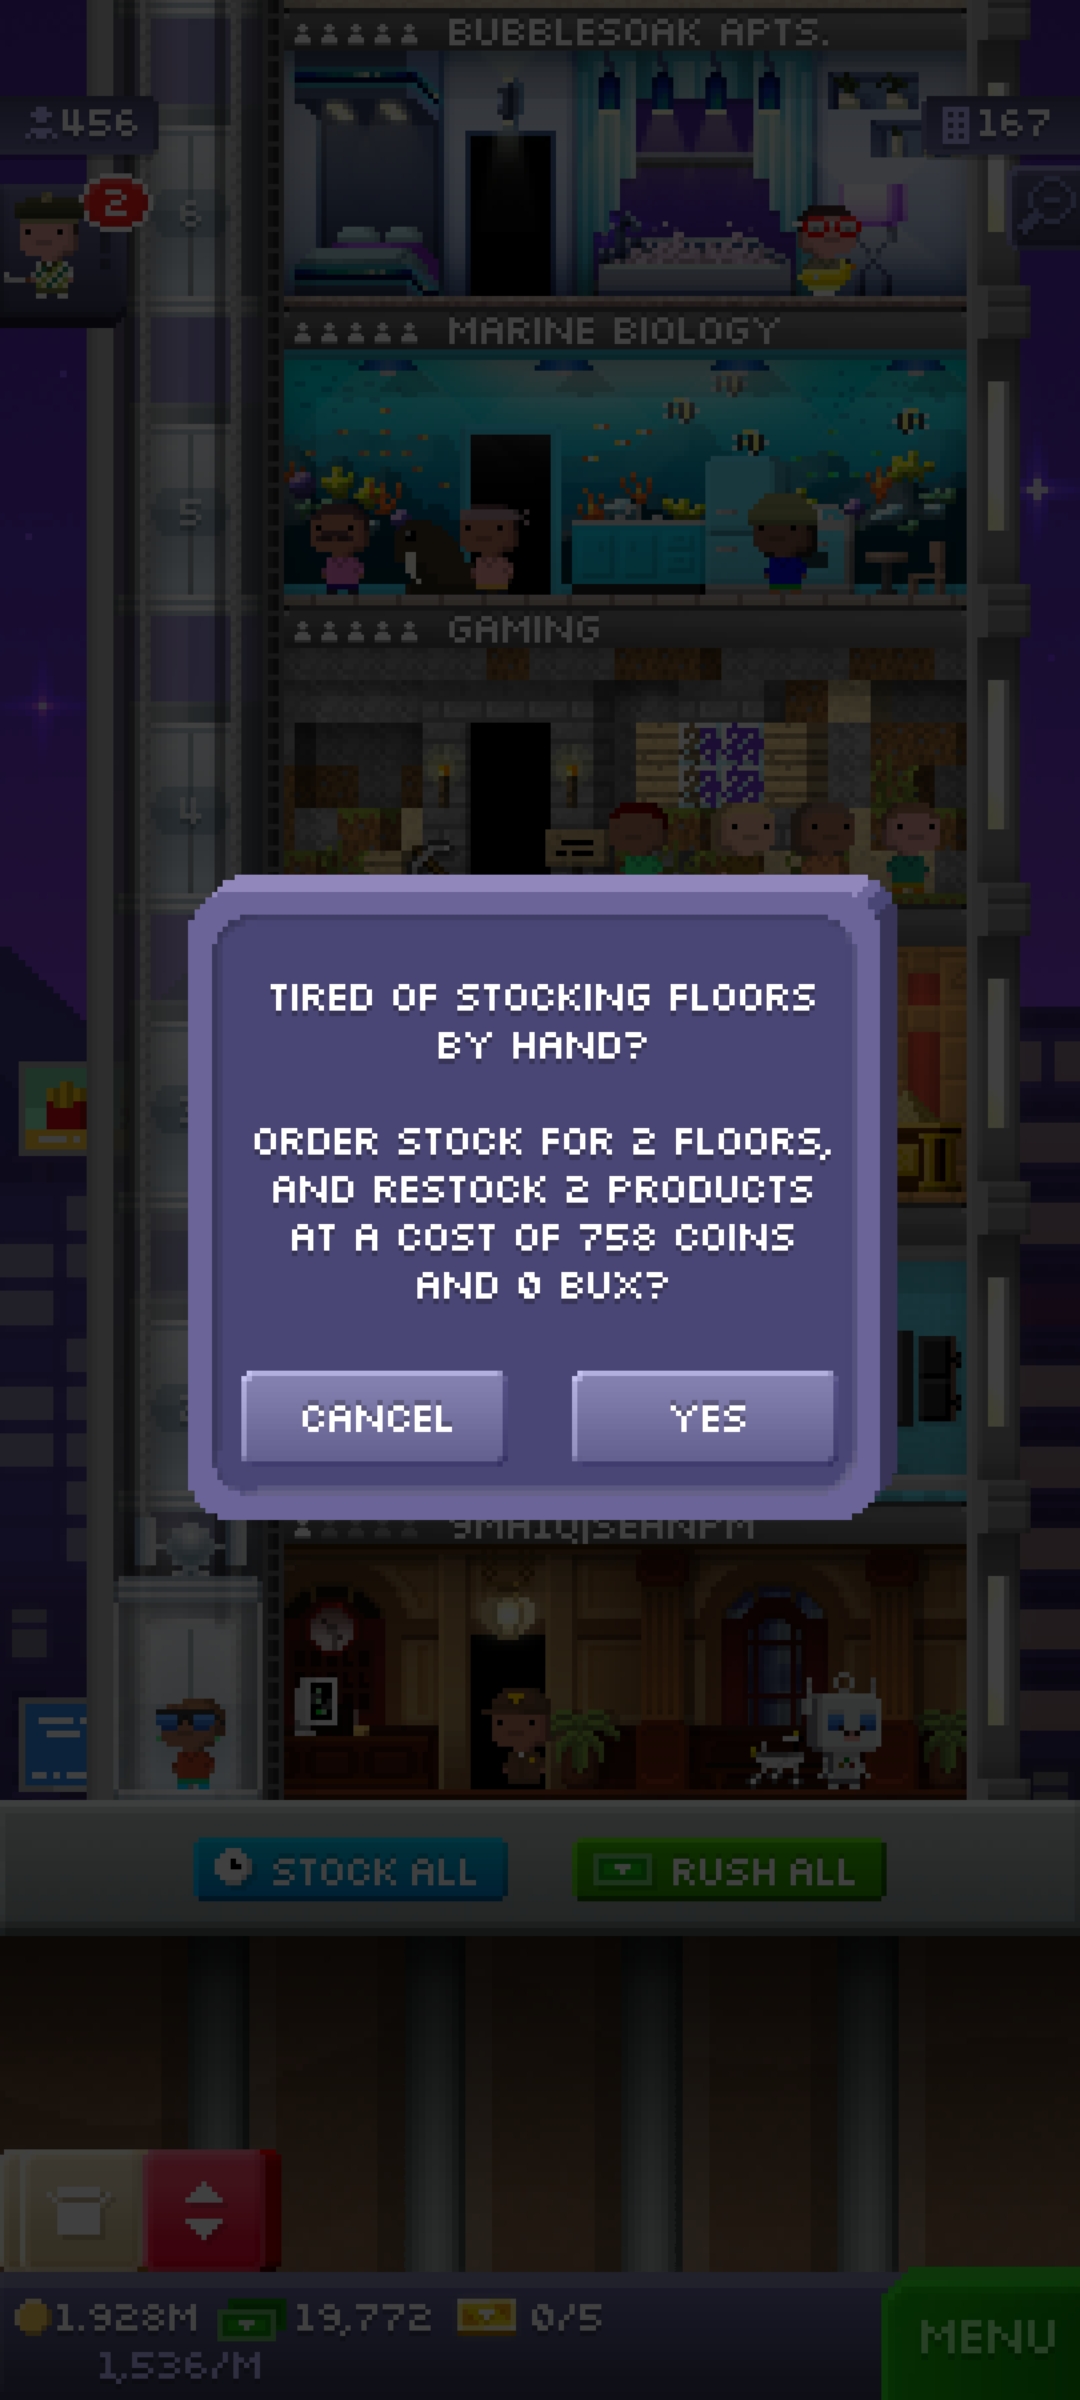 BUBBLESOAK APTS.
456
167
2
6
MARINE BIOLOGY
5
GAMING
4
TIRED OF STOCKING FLOORS
BY HAND?
ORDER STOCK FOR 2 FLOORS,
AND RESTOCK 2 PRODUCTS
AT A COST OF 758 COINS
AND 0 BUX?
CANCEL
YES
STOCK ALL
RUSH ALL
1.928M
19,772
0/5
1,536/M
MENU